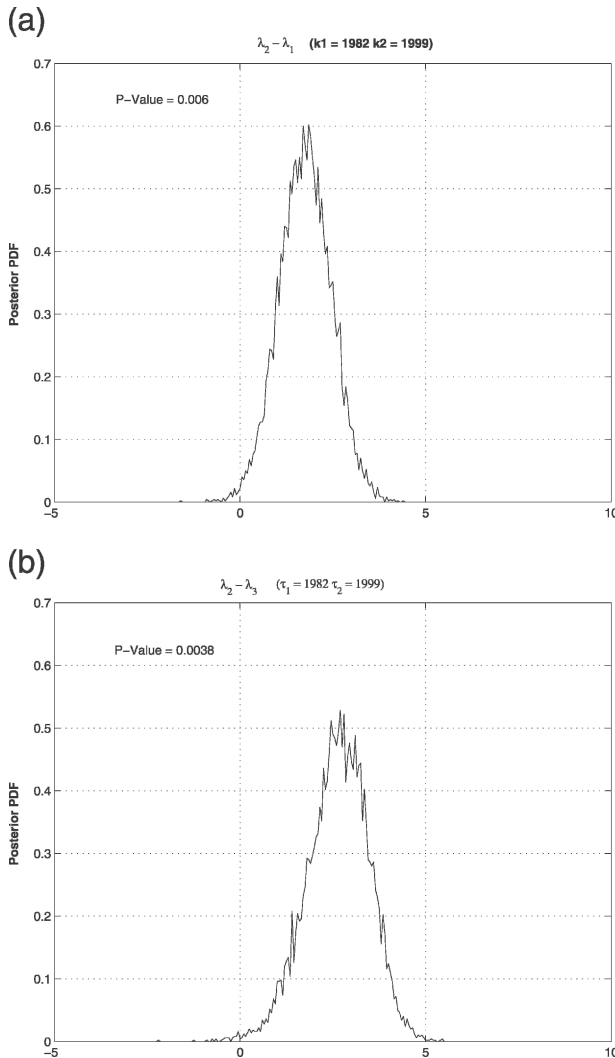 (a)
λ2 – λ1 (k1 = 1982 k2 = 1999)
0.7
P–Value = 0.006
0.6
0.5
0.4
Posterior PDF
0.3
0.2
0.1
0
–5 0 5 10
(b)
λ2 – λ3 (τ1 = 1982 τ2 = 1999)
0.7
P–Value = 0.0038
0.6
0.5
0.4
Posterior PDF
0.3
0.2
0.1
0
–5 0 5 10